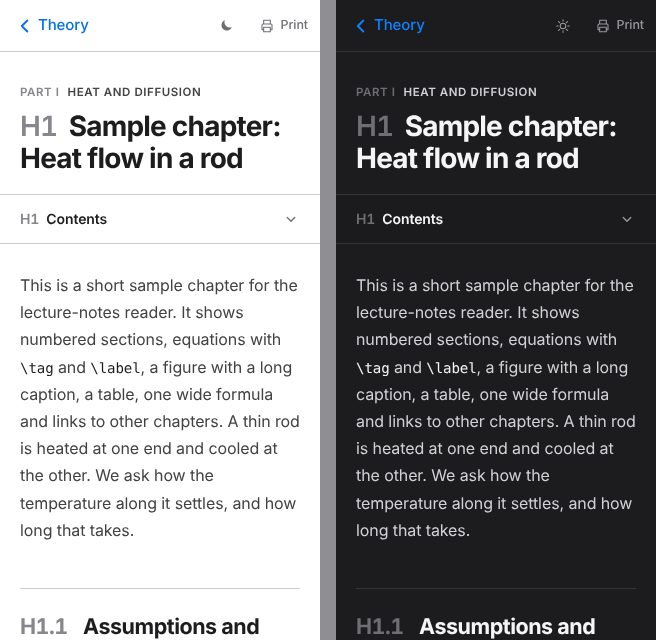 Theory Print
PART I HEAT AND DIFFUSION
H1 Sample chapter:
Heat flow in a rod
H1 Contents
This is a short sample chapter for the
lecture-notes reader. It shows
numbered sections, equations with
\tag and \label, a figure with a long
caption, a table, one wide formula
and links to other chapters. A thin rod
is heated at one end and cooled at
the other. We ask how the
temperature along it settles, and how
long that takes.
H1.1 Assumptions and
Theory Print
PART I HEAT AND DIFFUSION
H1 Sample chapter:
Heat flow in a rod
H1 Contents
This is a short sample chapter for the
lecture-notes reader. It shows
numbered sections, equations with
\tag and \label, a figure with a long
caption, a table, one wide formula
and links to other chapters. A thin rod
is heated at one end and cooled at
the other. We ask how the
temperature along it settles, and how
long that takes.
H1.1 Assumptions and